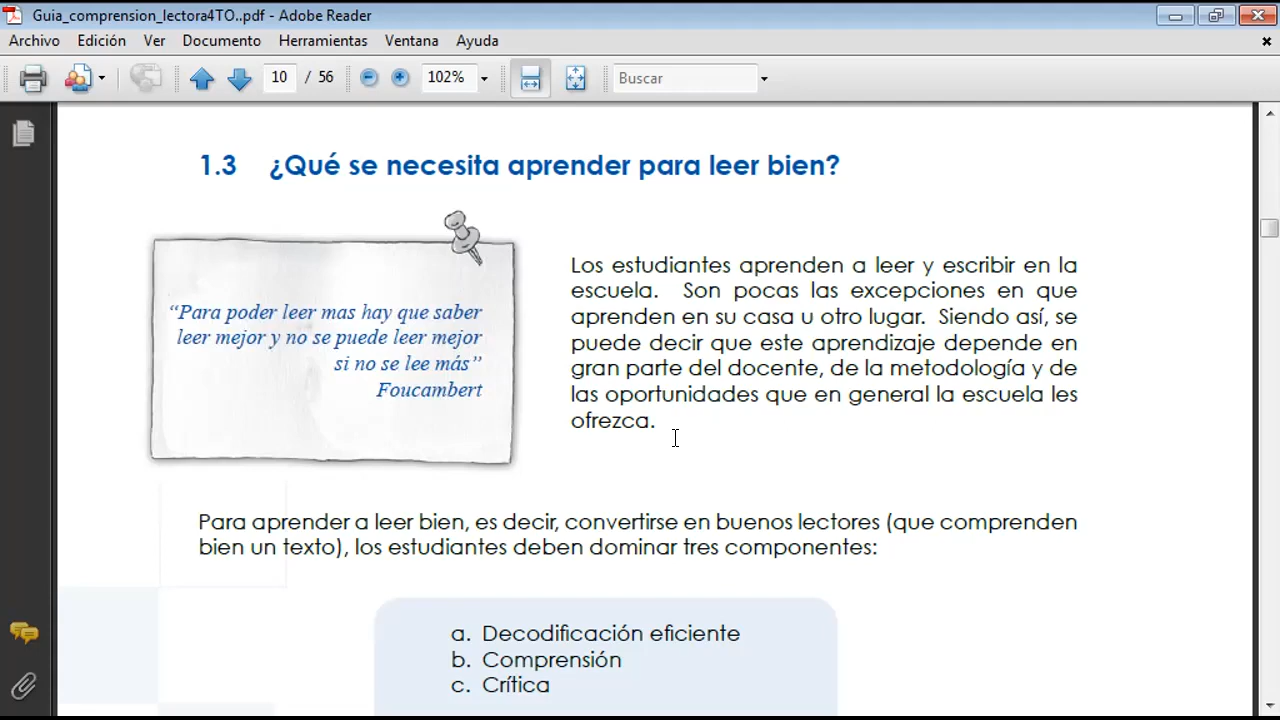 Guia_comprension_lectora4TO..pdf - Adobe Reader
Archivo Edición Ver Documento Herramientas Ventana Ayuda
10 / 56 102% Buscar
1.3 ¿Qué se necesita aprender para leer bien?
“Para poder leer mas hay que saber
leer mejor y no se puede leer mejor
si no se lee más”
Foucambert
Los estudiantes aprenden a leer y escribir en la
escuela. Son pocas las excepciones en que
aprenden en su casa u otro lugar. Siendo así, se
puede decir que este aprendizaje depende en
gran parte del docente, de la metodología y de
las oportunidades que en general la escuela les
ofrezca.
Para aprender a leer bien, es decir, convertirse en buenos lectores (que comprenden
bien un texto), los estudiantes deben dominar tres componentes:
a. Decodificación eficiente
b. Comprensión
c. Crítica